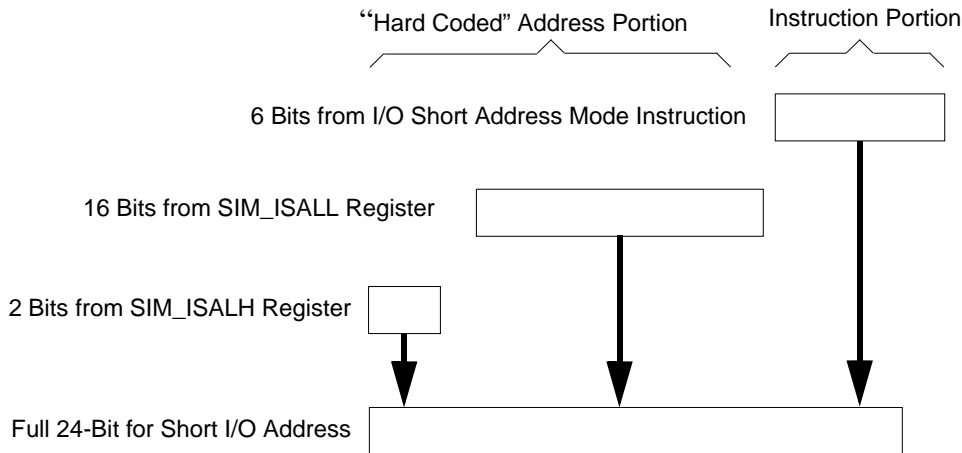 “Hard Coded” Address Portion
Instruction Portion
6 Bits from I/O Short Address Mode Instruction
16 Bits from SIM_ISALL Register
2 Bits from SIM_ISALH Register
Full 24-Bit for Short I/O Address